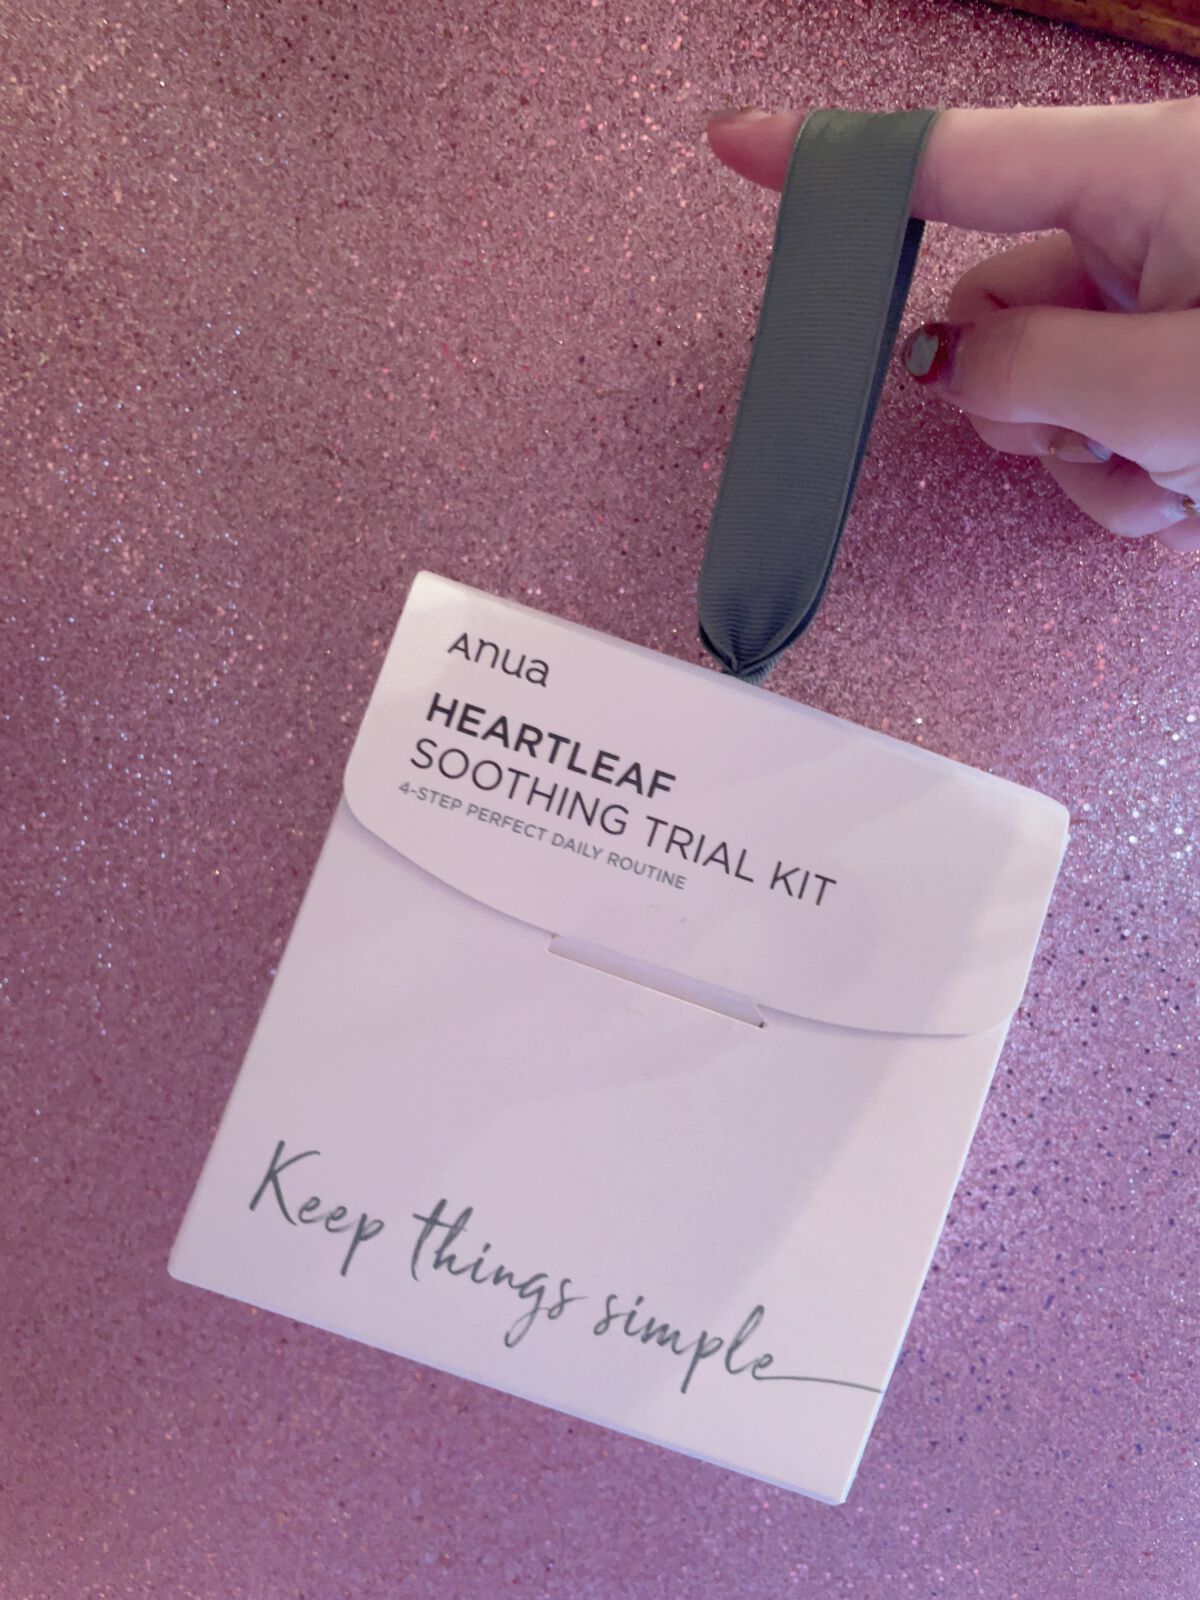 Anua
HEARTLEAF
SOOTHING TRIAL KIT
4-STEP PERFECT DAILY ROUTINE
Keep things simple